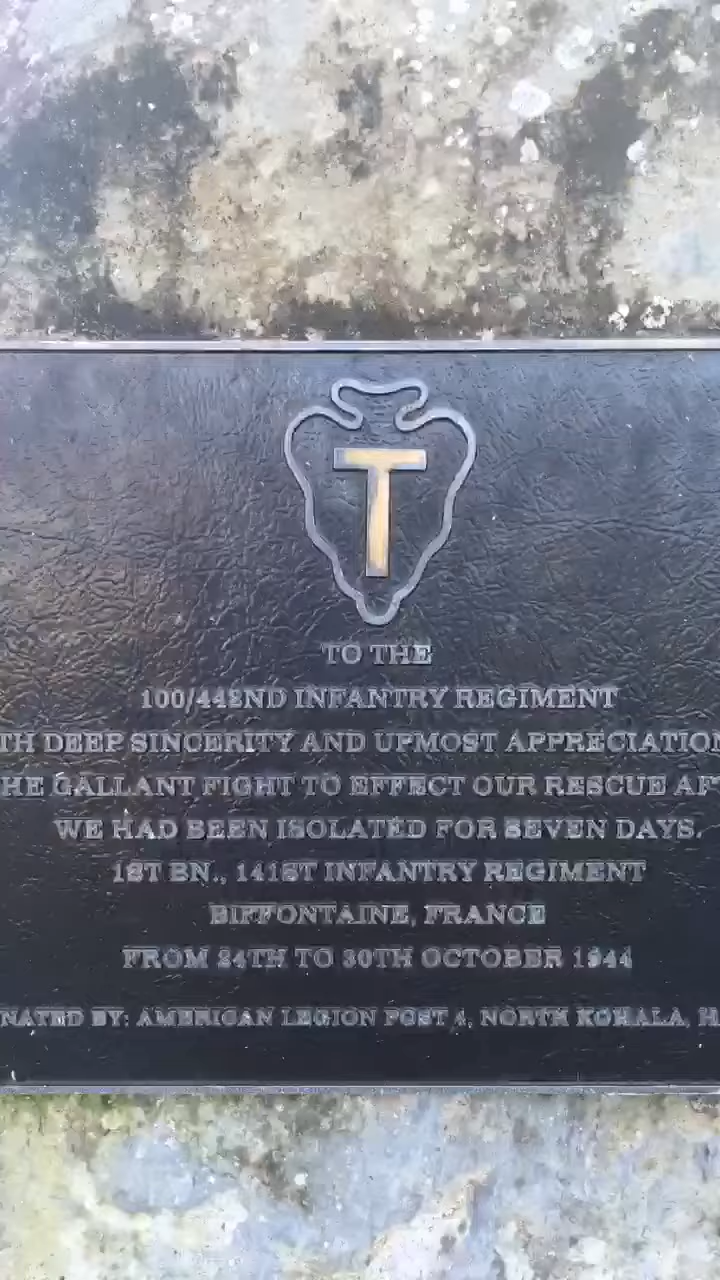 T
TO THE
100/442ND INFANTRY REGIMENT
TH DEEP SINCERITY AND UPMOST APPRECIATION
HE GALLANT FIGHT TO EFFECT OUR RESCUE AF
WE HAD BEEN ISOLATED FOR SEVEN DAYS.
1ST BN., 141ST INFANTRY REGIMENT
BIFFONTAINE, FRANCE
FROM 24TH TO 30TH OCTOBER 1944
NATED BY: AMERICAN LEGION POST 4, NORTH KOHALA, H